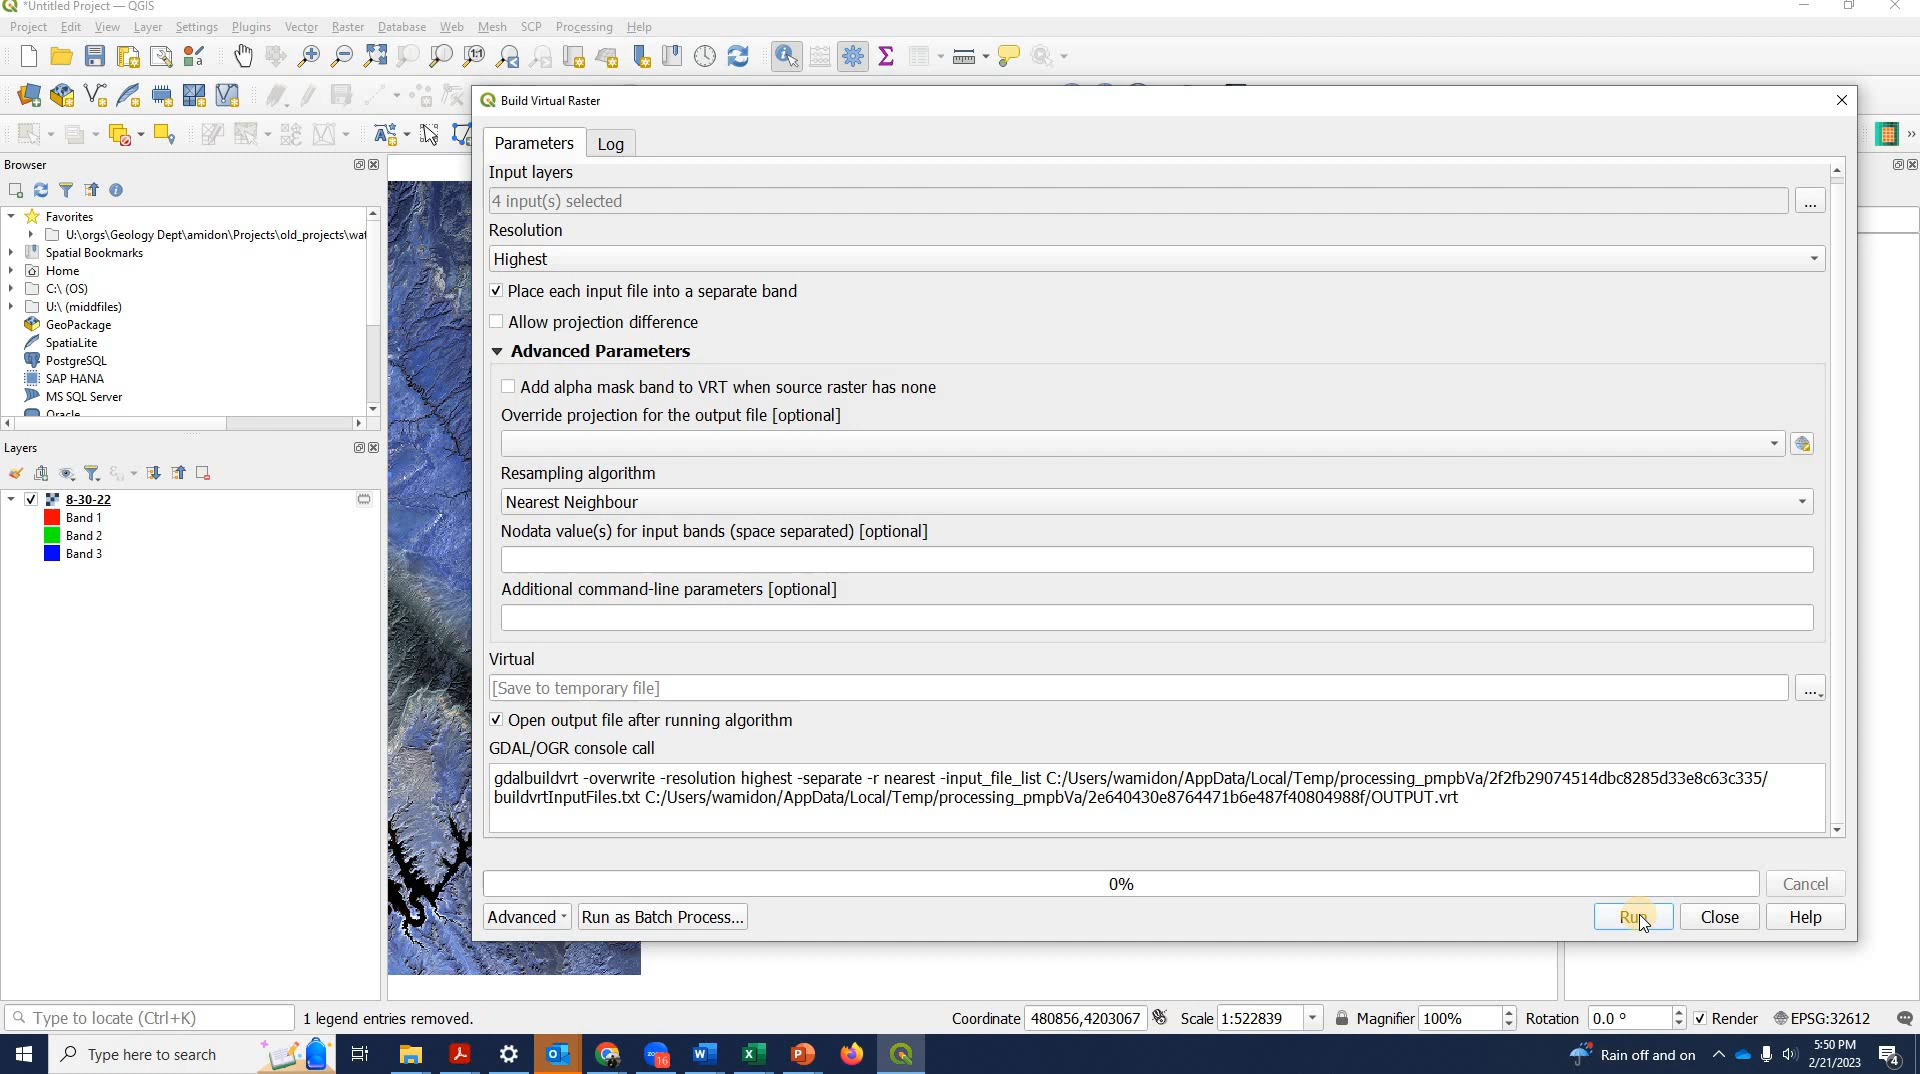 *Untitled Project — QGIS
Project Edit View Layer Settings Plugins Vector Raster Database Web Mesh SCP Processing Help
Build Virtual Raster
Parameters Log
Input layers
4 input(s) selected
...
Resolution
Highest
Place each input file into a separate band
Allow projection difference
Advanced Parameters
Add alpha mask band to VRT when source raster has none
Override projection for the output file [optional]
Resampling algorithm
Nearest Neighbour
Nodata value(s) for input bands (space separated) [optional]
Additional command-line parameters [optional]
Virtual
[Save to temporary file]
...
Open output file after running algorithm
GDAL/OGR console call
gdalbuildvrt -overwrite -resolution highest -separate -r nearest -input_file_list C:/Users/wamidon/AppData/Local/Temp/processing_pmpbVa/2f2fb29074514dbc8285d33e8c63c335/
buildvrtInputFiles.txt C:/Users/wamidon/AppData/Local/Temp/processing_pmpbVa/2e640430e8764471b6e487f40804988f/OUTPUT.vrt
0%
Cancel
Advanced Run as Batch Process... Run Close Help
Browser
Favorites
U:\orgs\Geology Dept\amidon\Projects\old_projects\wat
Spatial Bookmarks
Home
C:\ (OS)
U:\ (middfiles)
GeoPackage
SpatiaLite
PostgreSQL
SAP HANA
MS SQL Server
Oracle
Layers
8-30-22
Band 1
Band 2
Band 3
Type to locate (Ctrl+K) 1 legend entries removed. Coordinate 480856,4203067 Scale 1:522839 Magnifier 100% Rotation 0.0 ° Render EPSG:32612
Type here to search
16
Rain off and on
5:50 PM
2/21/2023
4